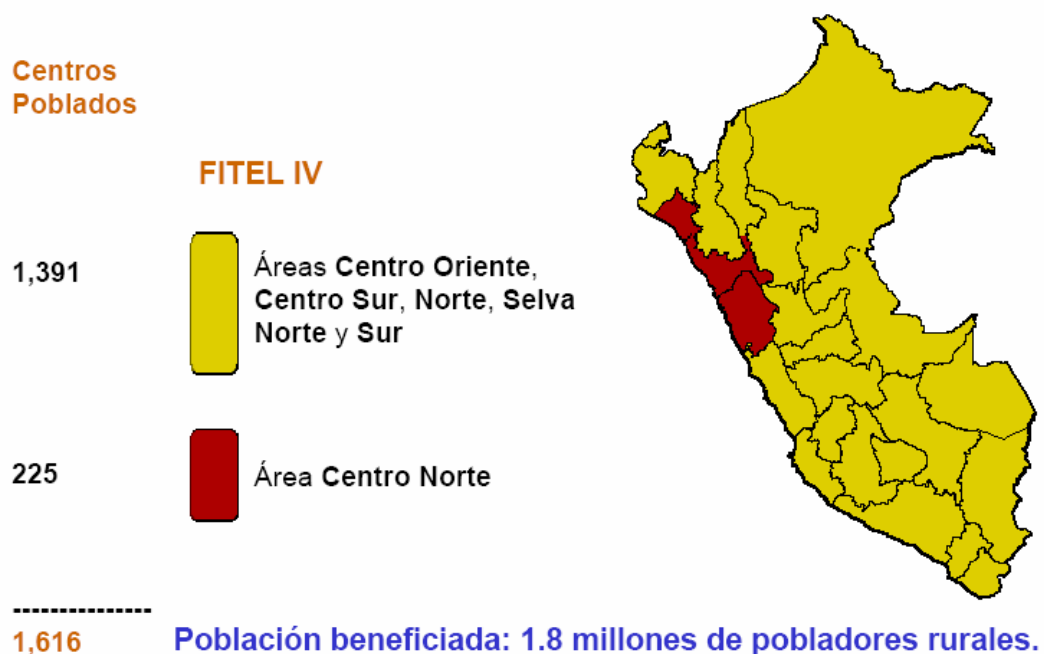 Centros
Poblados
FITEL IV
1,391
Áreas Centro Oriente,
Centro Sur, Norte, Selva
Norte y Sur
225
Área Centro Norte
---------------
1,616
Población beneficiada: 1.8 millones de pobladores rurales.